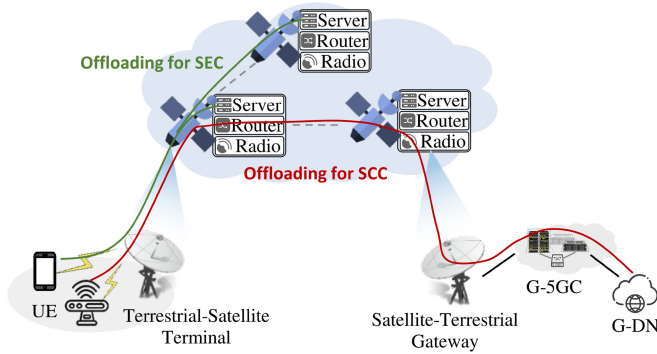 Server
Router
Radio
Offloading for SEC
Server
Router
Radio
Server
Router
Radio
Offloading for SCC
UE
Terrestrial-Satellite
Terminal
Satellite-Terrestrial
Gateway
G-5GC
G-DN